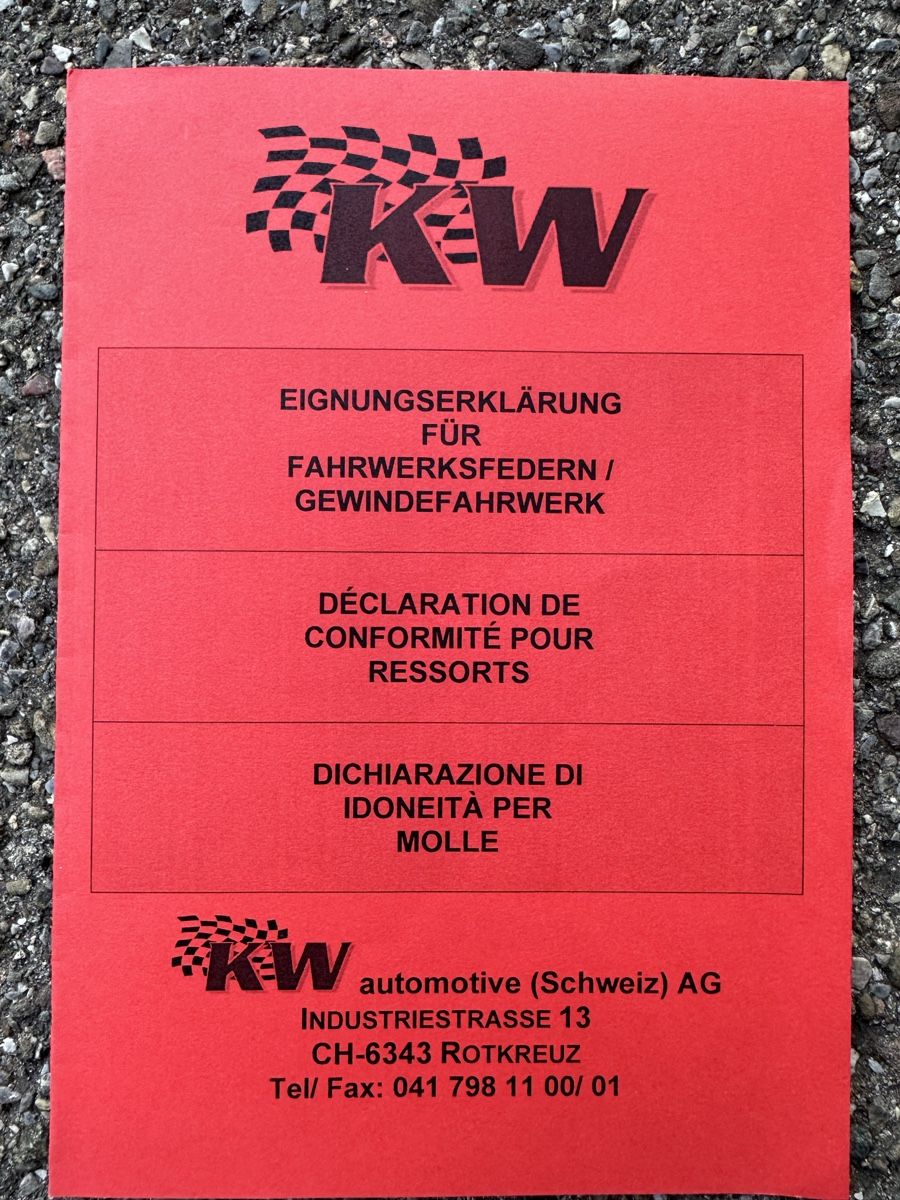 KW
EIGNUNGSERKLÄRUNG
FÜR
FAHRWERKSFEDERN /
GEWINDEFAHRWERK
DÉCLARATION DE
CONFORMITÉ POUR
RESSORTS
DICHIARAZIONE DI
IDONEITÀ PER
MOLLE
KW automotive (Schweiz) AG
INDUSTRIESTRASSE 13
CH-6343 ROTKREUZ
Tel/ Fax: 041 798 11 00/ 01